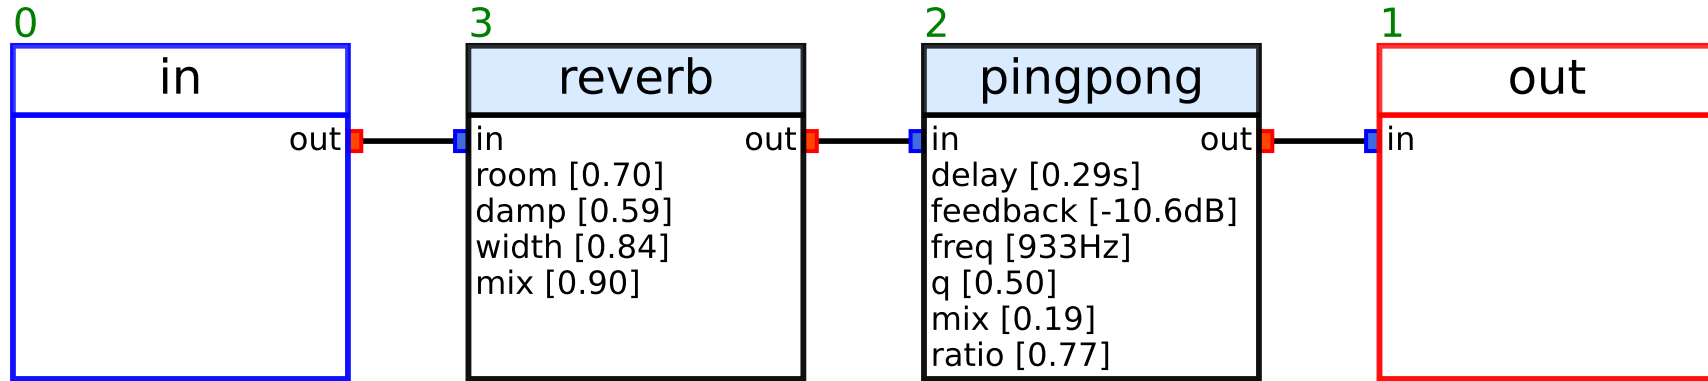 0
in
out
3
reverb
in out
room [0.70]
damp [0.59]
width [0.84]
mix [0.90]
2
pingpong
in out
delay [0.29s]
feedback [-10.6dB]
freq [933Hz]
q [0.50]
mix [0.19]
ratio [0.77]
1
out
in